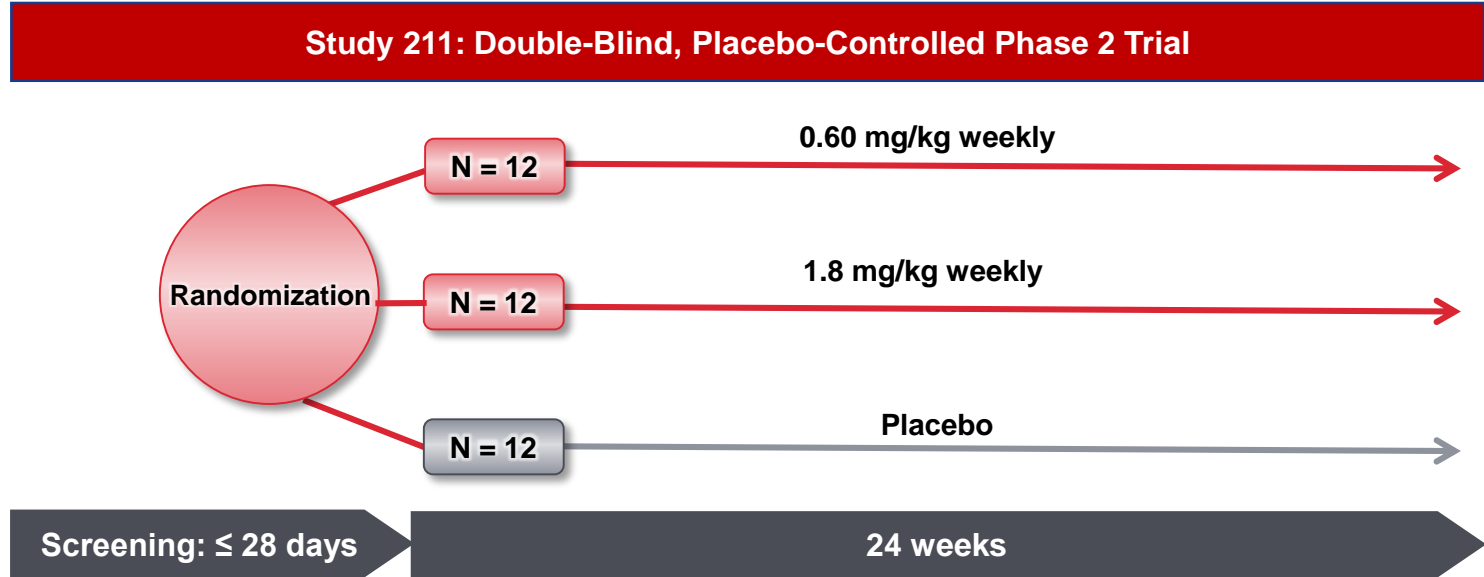 Study 211: Double-Blind, Placebo-Controlled Phase 2 Trial
0.60 mg/kg weekly
N = 12
1.8 mg/kg weekly
Randomization
N = 12
Placebo
N = 12
Screening: ≤ 28 days
24 weeks